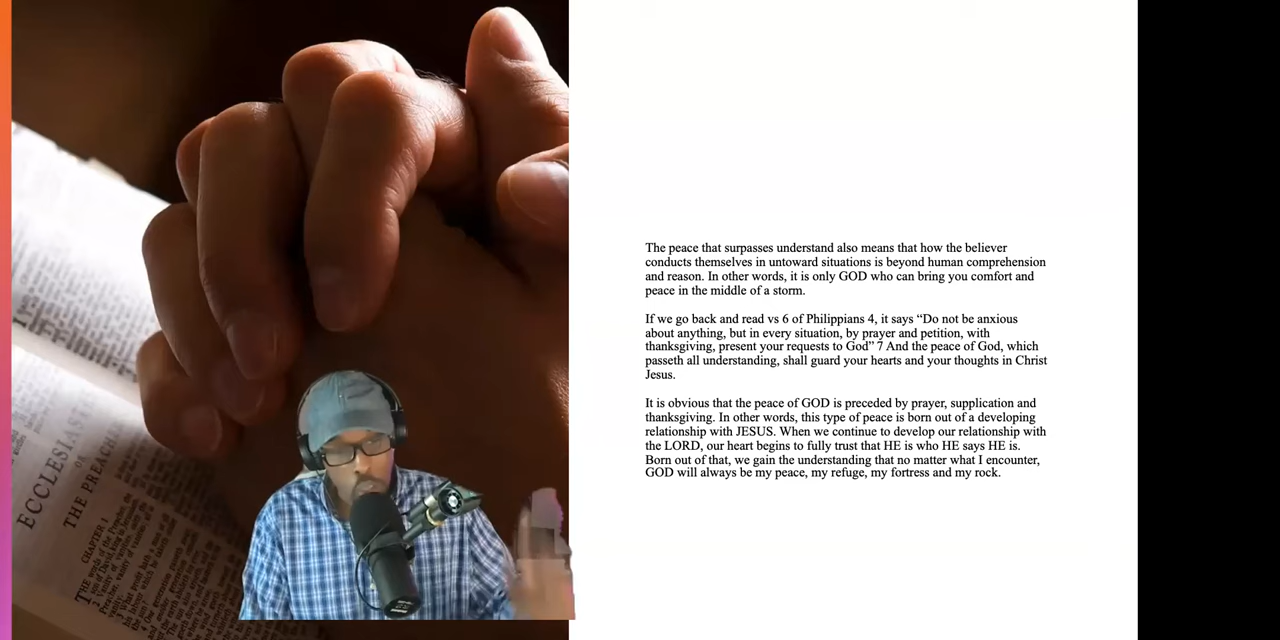 The peace that surpasses understand also means that how the believer
conducts themselves in untoward situations is beyond human comprehension
and reason. In other words, it is only GOD who can bring you comfort and
peace in the middle of a storm.
If we go back and read vs 6 of Philippians 4, it says “Do not be anxious
about anything, but in every situation, by prayer and petition, with
thanksgiving, present your requests to God” 7 And the peace of God, which
passeth all understanding, shall guard your hearts and your thoughts in Christ
Jesus.
It is obvious that the peace of GOD is preceded by prayer, supplication and
thanksgiving. In other words, this type of peace is born out of a developing
relationship with JESUS. When we continue to develop our relationship with
the LORD, our heart begins to fully trust that HE is who HE says HE is.
Born out of that, we gain the understanding that no matter what I encounter,
GOD will always be my peace, my refuge, my fortress and my rock.
ECCLESIAST
OR
THE PREACH
CHAPTER 1
THE words of the Preacher,